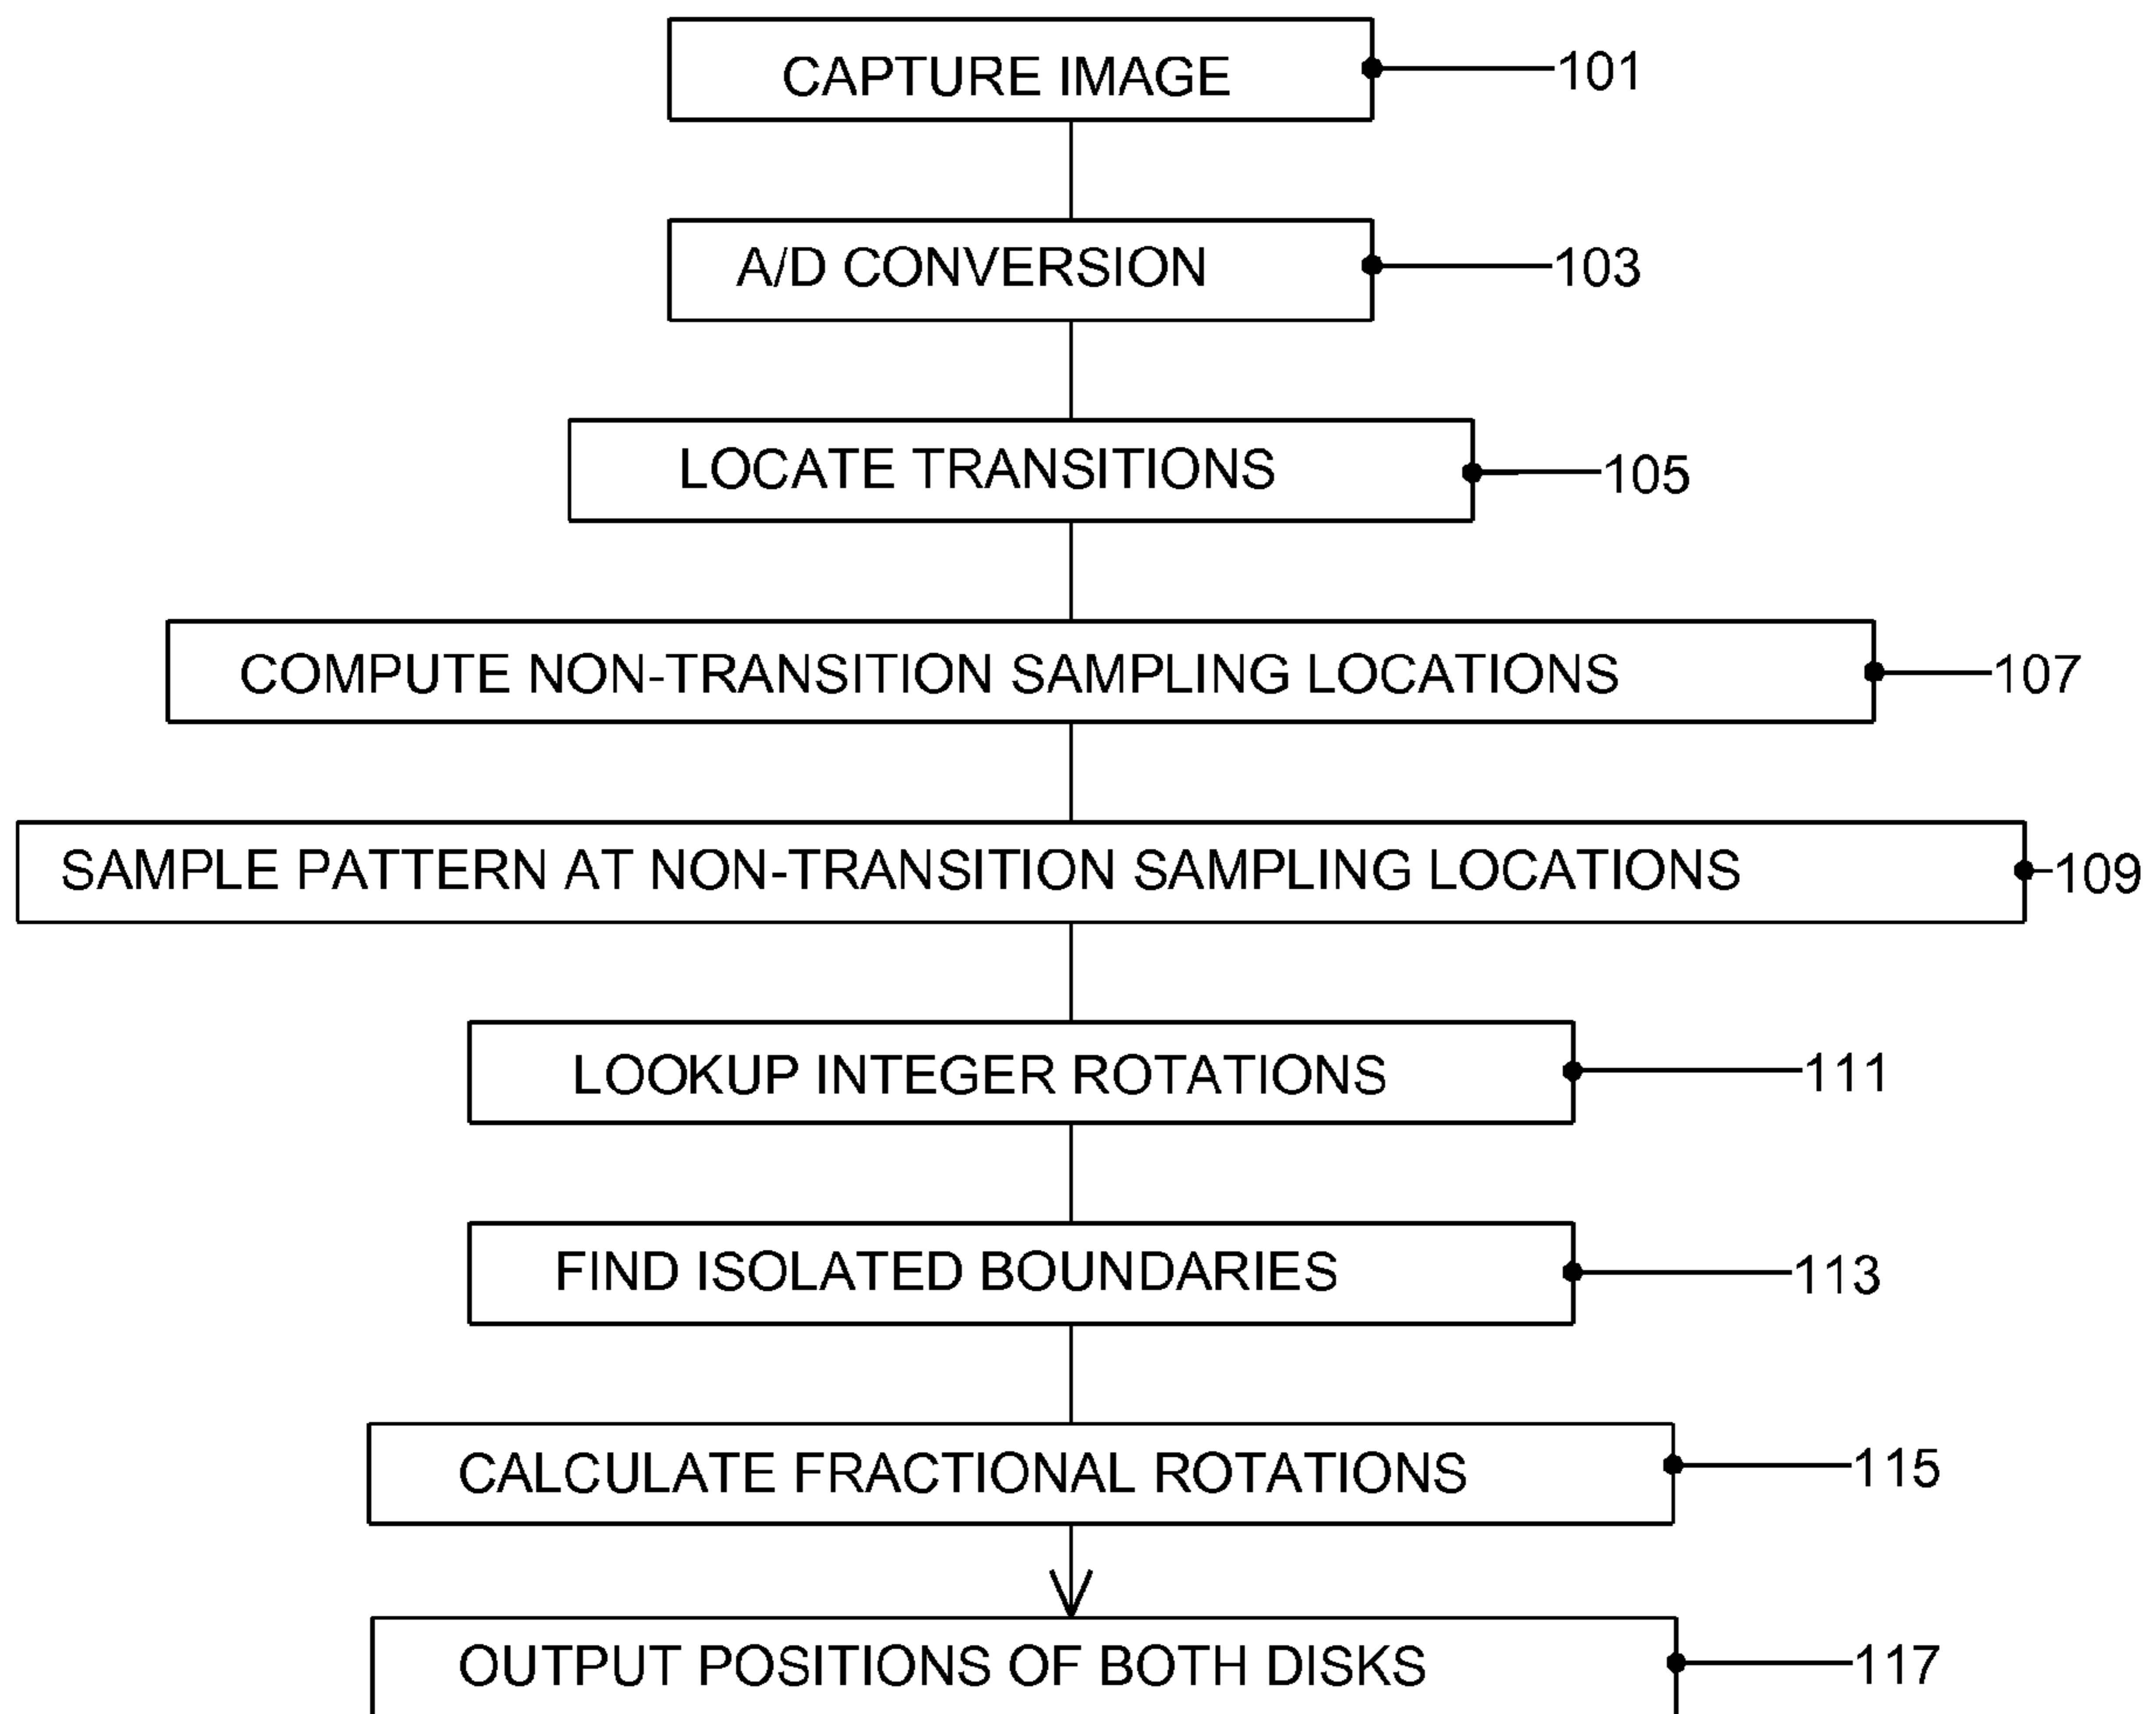 CAPTURE IMAGE 101
A/D CONVERSION 103
LOCATE TRANSITIONS 105
COMPUTE NON-TRANSITION SAMPLING LOCATIONS 107
SAMPLE PATTERN AT NON-TRANSITION SAMPLING LOCATIONS 109
LOOKUP INTEGER ROTATIONS 111
FIND ISOLATED BOUNDARIES 113
CALCULATE FRACTIONAL ROTATIONS 115
OUTPUT POSITIONS OF BOTH DISKS 117